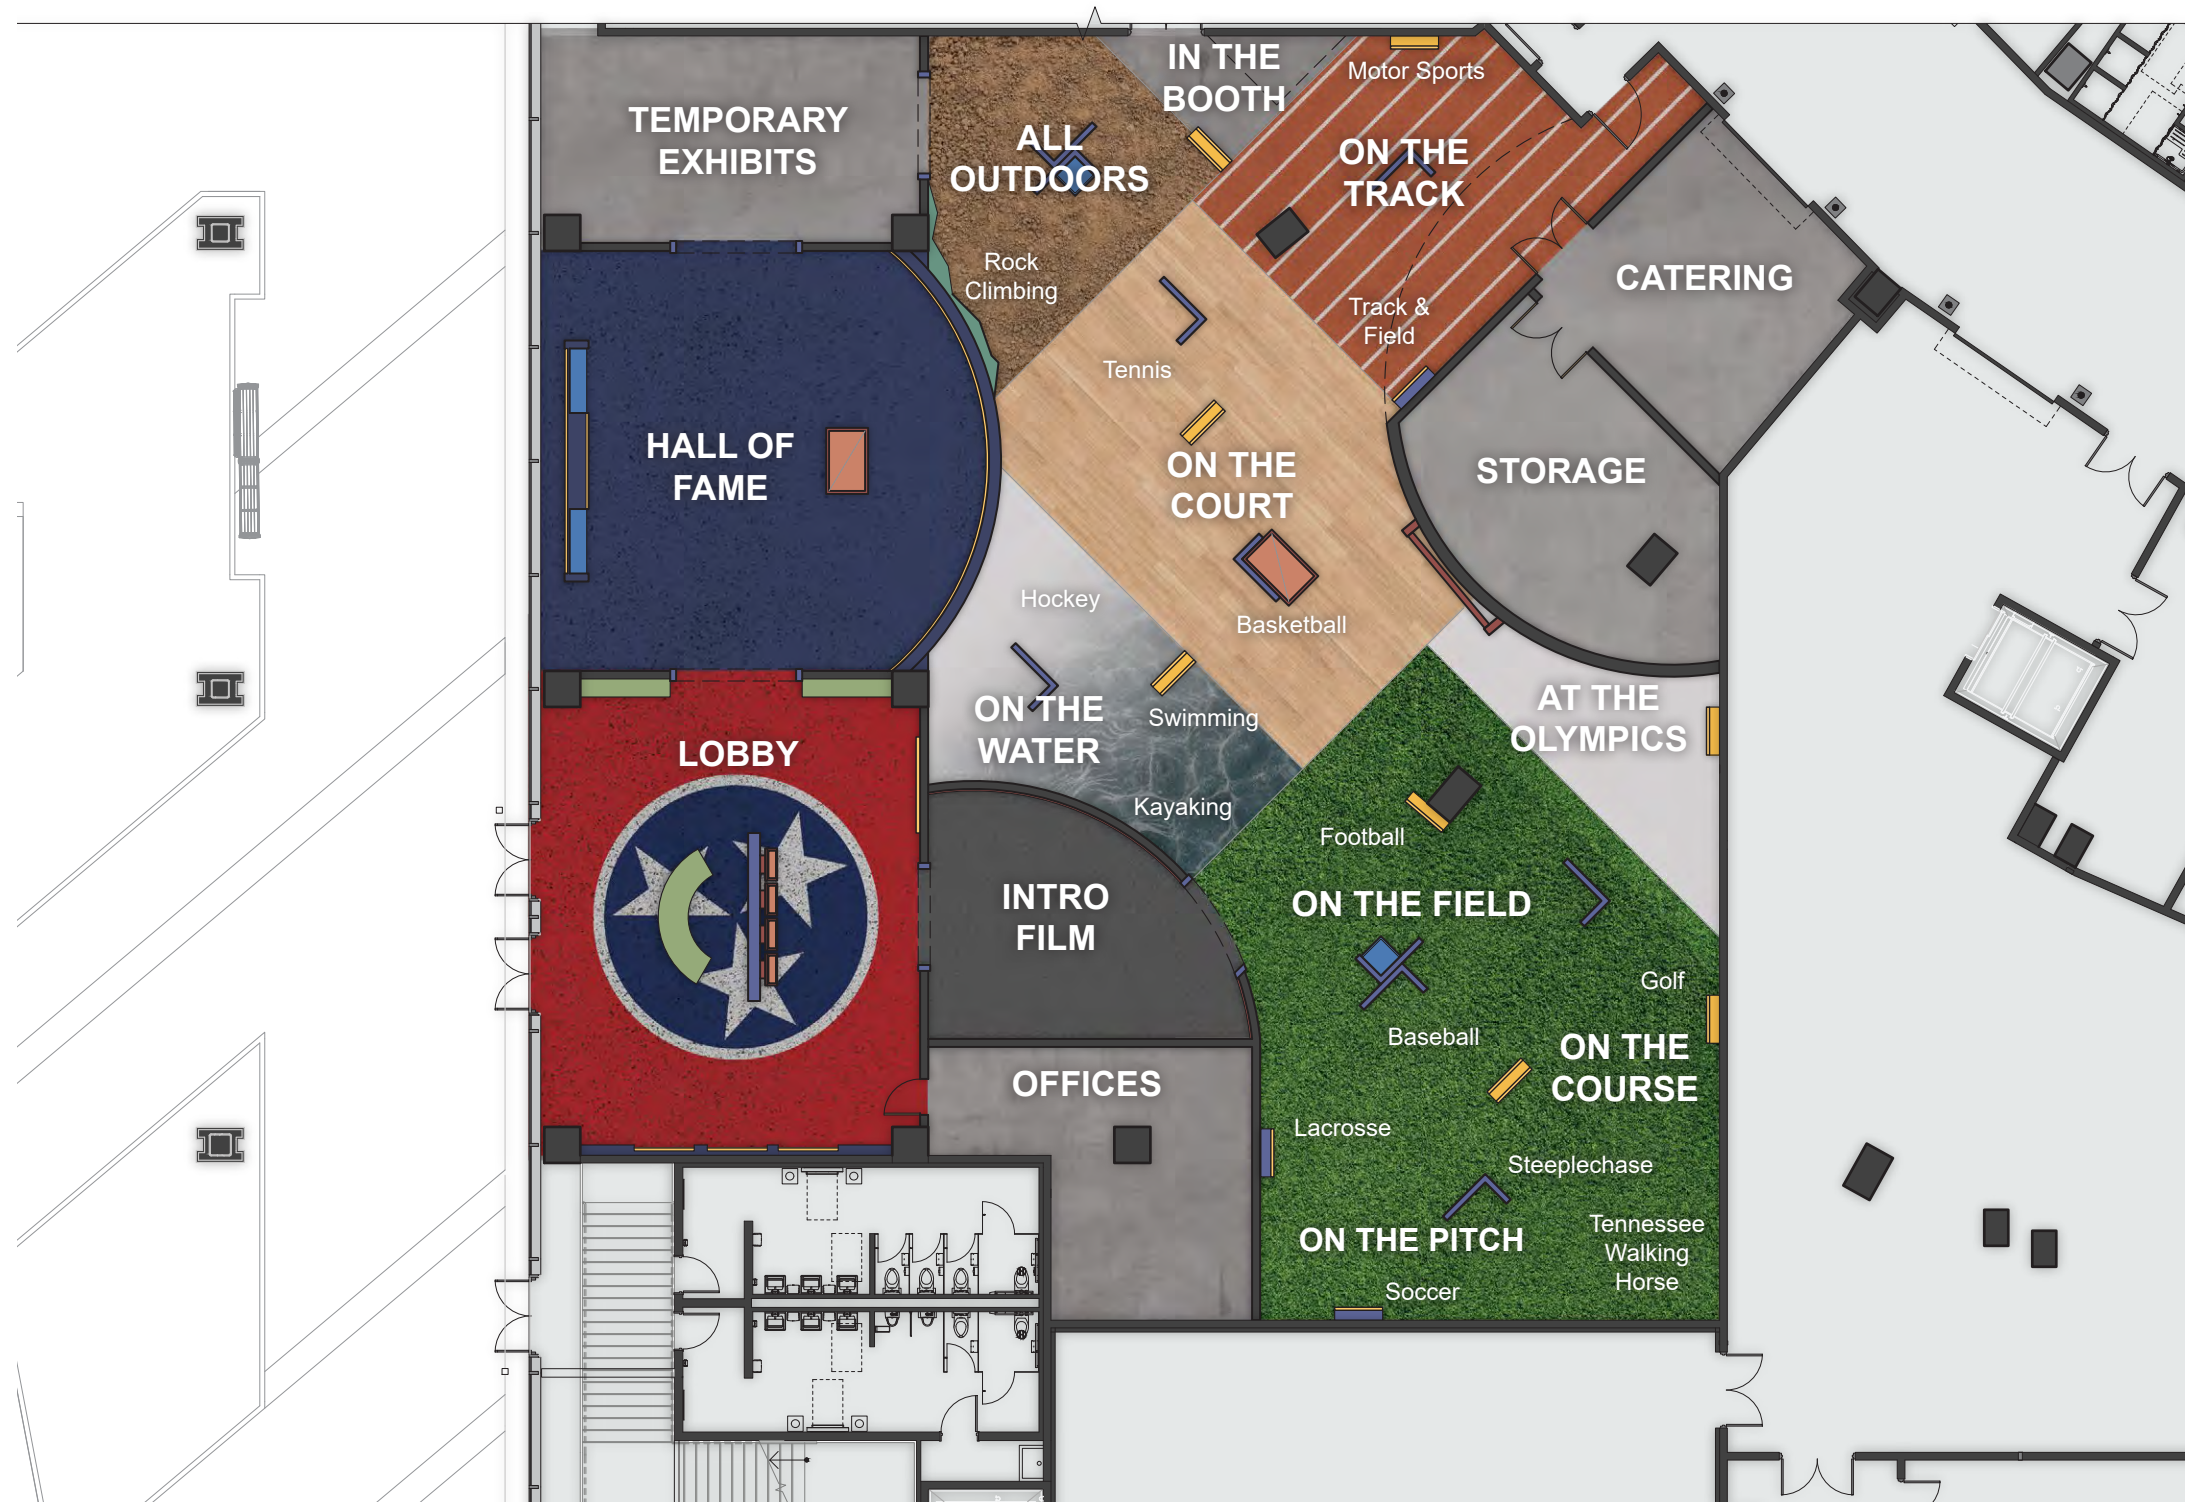 IN THE
BOOTH
Motor Sports
TEMPORARY
EXHIBITS
ALL
OUTDOORS
ON THE
TRACK
Rock
Climbing
CATERING
Track &
Field
Tennis
HALL OF
FAME
ON THE
COURT
STORAGE
Hockey
Basketball
ON THE
WATER
Swimming
AT THE
OLYMPICS
LOBBY
Kayaking
Football
INTRO
FILM
ON THE FIELD
Golf
Baseball
ON THE
COURSE
OFFICES
Lacrosse
Steeplechase
ON THE PITCH
Tennessee
Walking
Horse
Soccer